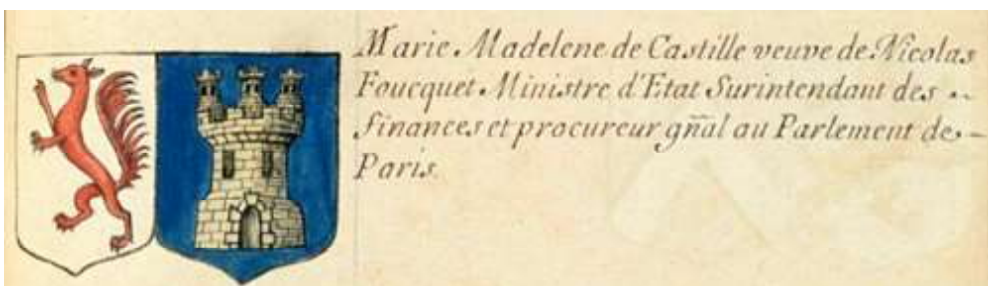 Marie Madelene de Castille veuve de Nicolas
Foucquet Ministre d'Etat Surintendant des
finances et procureur gñal au Parlement de
Paris.